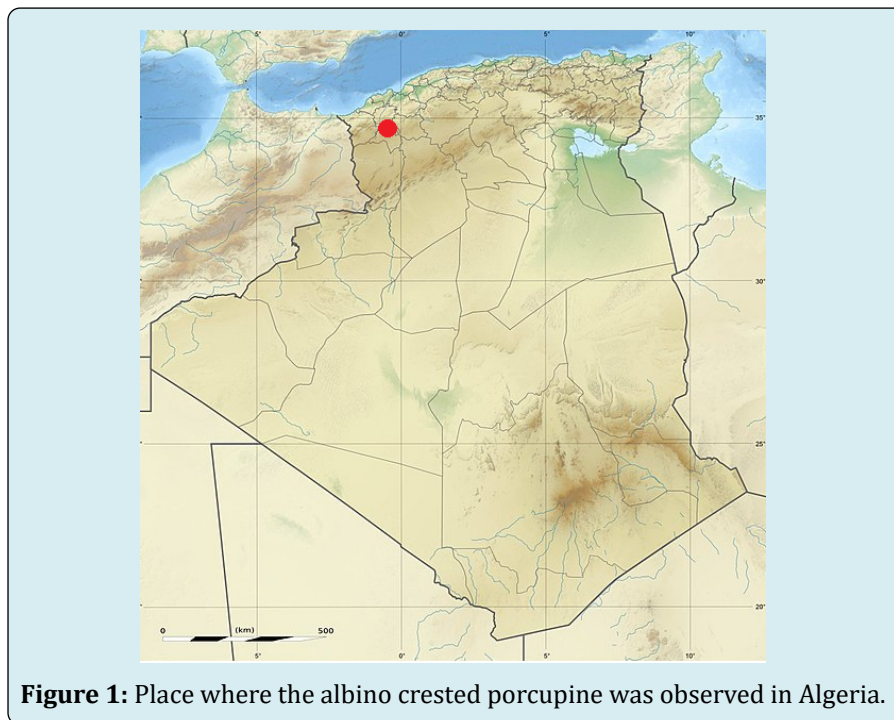 5° 0° 5° 10°
35°
30°
25°
20°
0 (km) 500
5° 0° 5° 10°
Figure 1: Place where the albino crested porcupine was observed in Algeria.